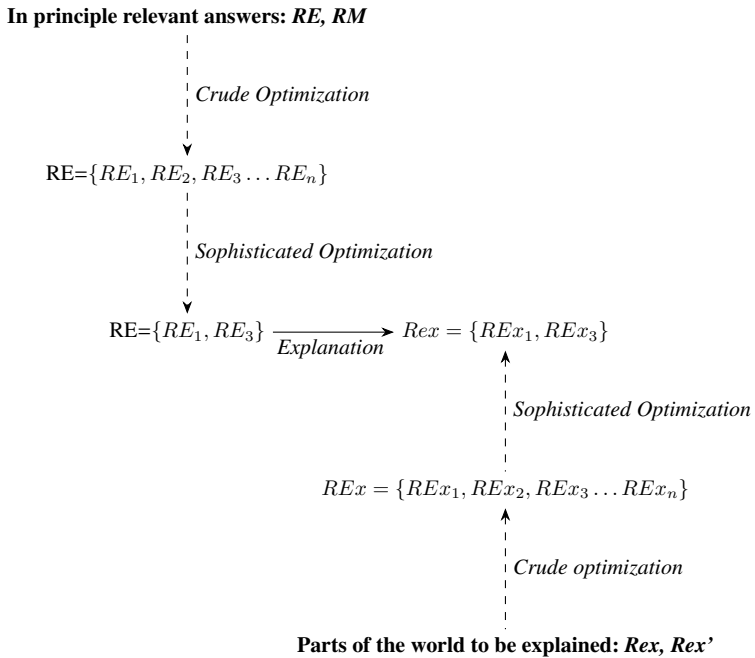 In principle relevant answers: RE, RM
Crude Optimization
RE={RE₁, RE₂, RE₃ … REₙ}
Sophisticated Optimization
RE={RE₁, RE₃}
Explanation
Rex = {REx₁, REx₃}
Sophisticated Optimization
REx = {REx₁, REx₂, REx₃ … RExₙ}
Crude optimization
Parts of the world to be explained: Rex, Rex’